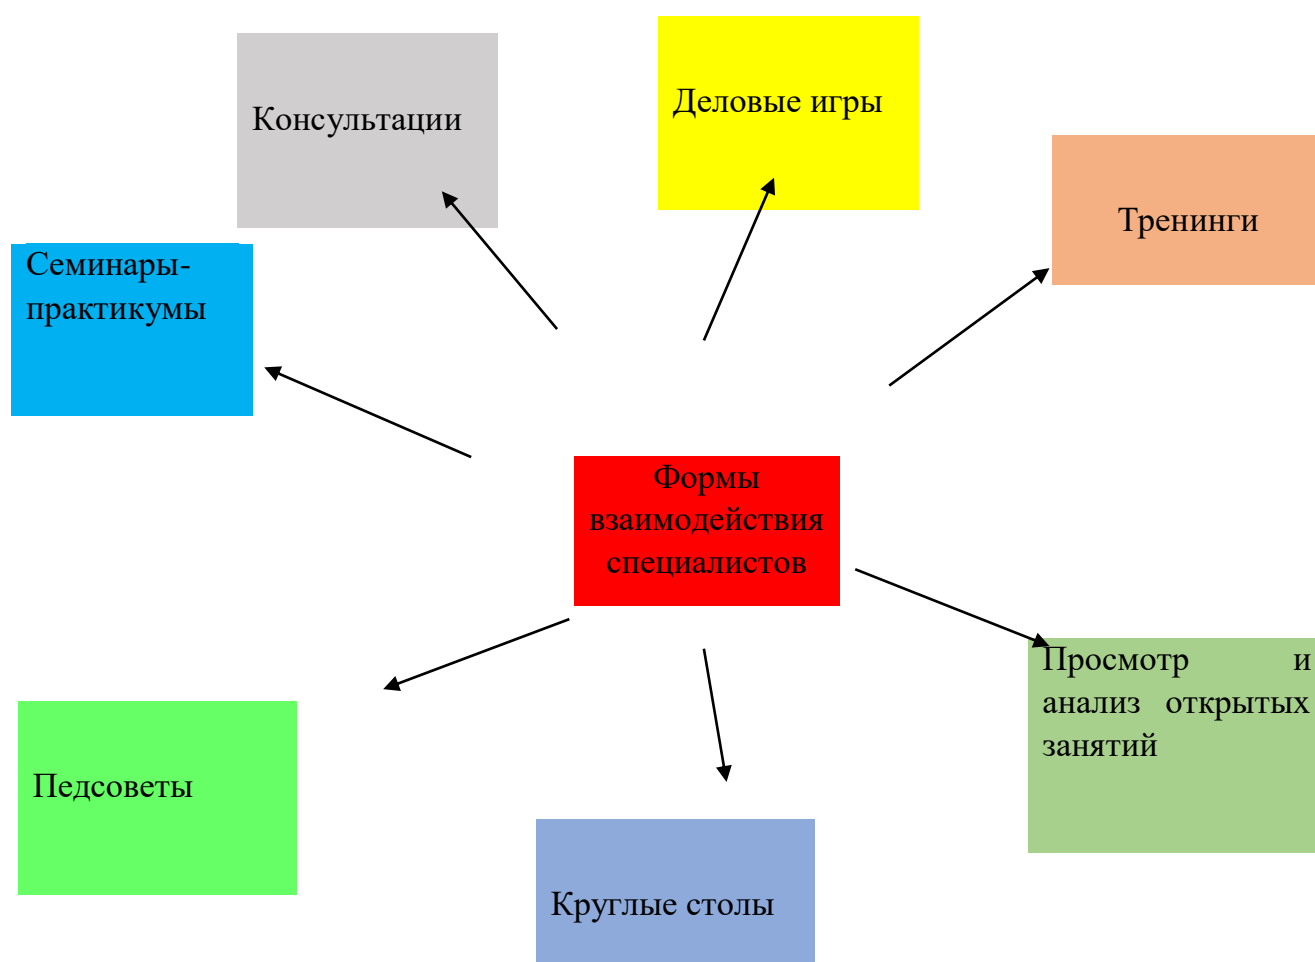 Деловые игры
Консультации
Тренинги
Семинары-
практикумы
Формы
взаимодействия
специалистов
Просмотр и
анализ открытых
занятий
Педсоветы
Круглые столы